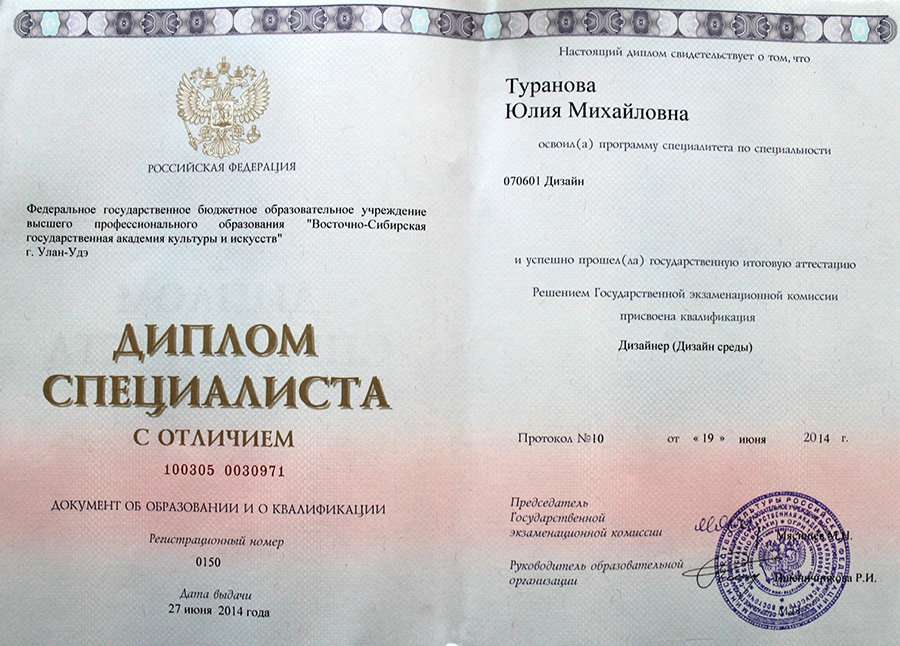 РОССИЙСКАЯ ФЕДЕРАЦИЯ
Федеральное государственное бюджетное образовательное учреждение
высшего профессионального образования "Восточно-Сибирская
государственная академия культуры и искусств"
г. Улан-Удэ
ДИПЛОМ
СПЕЦИАЛИСТА
С ОТЛИЧИЕМ
100305 0030971
ДОКУМЕНТ ОБ ОБРАЗОВАНИИ И О КВАЛИФИКАЦИИ
Регистрационный номер
0150
Дата выдачи
27 июня 2014 года
Настоящий диплом свидетельствует о том, что
Туранова
Юлия Михайловна
освоил(а) программу специалитета по специальности
070601 Дизайн
и успешно прошел(ла) государственную итоговую аттестацию
Решением Государственной экзаменационной комиссии
присвоена квалификация
Дизайнер (Дизайн среды)
Протокол №10 от « 19 » июня 2014 г.
Председатель
Государственной
экзаменационной комиссии
М.Н.
Руководитель образовательной
организации
Пшеничникова Р.И.